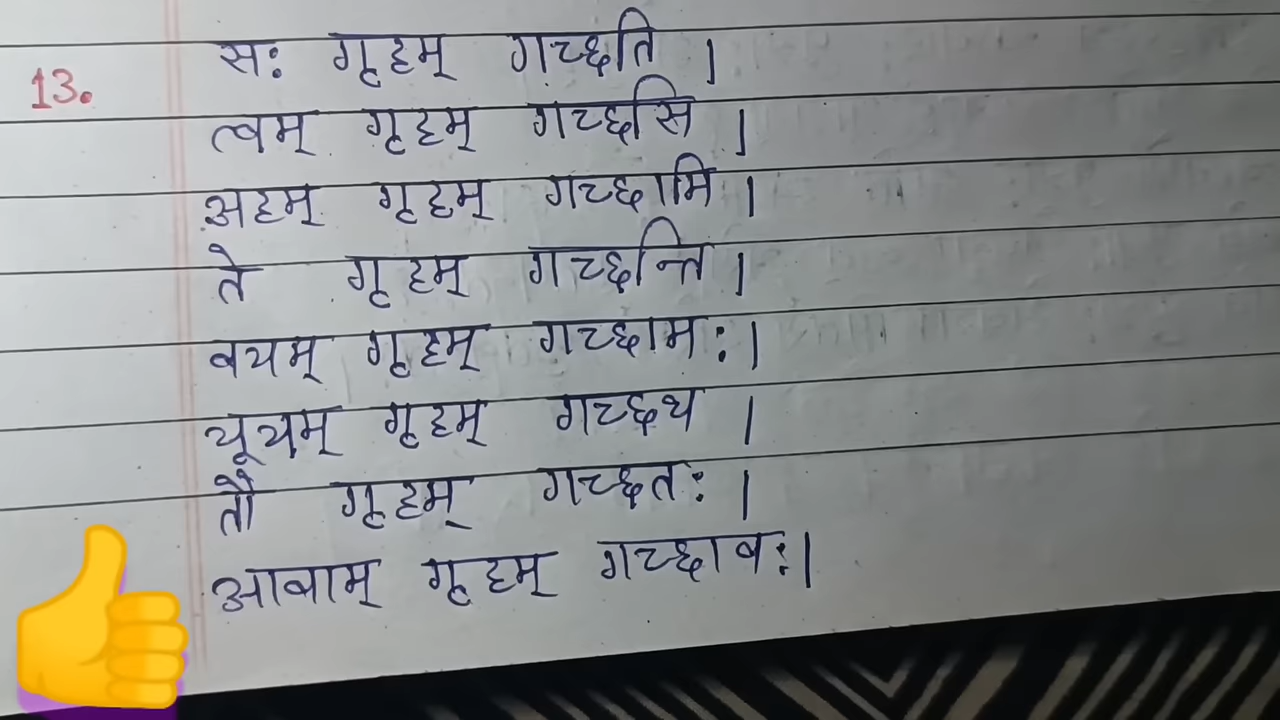 सः गृहम् गच्छति |
13.
त्वम् गृहम् गच्छसि |
अहम् गृहम् गच्छामि |
ते गृहम् गच्छन्ति |
वयम् गृहम् गच्छामः |
यूयम् गृहम् गच्छथ |
तौ गृहम् गच्छतः |
आवाम् गृहम् गच्छावः |